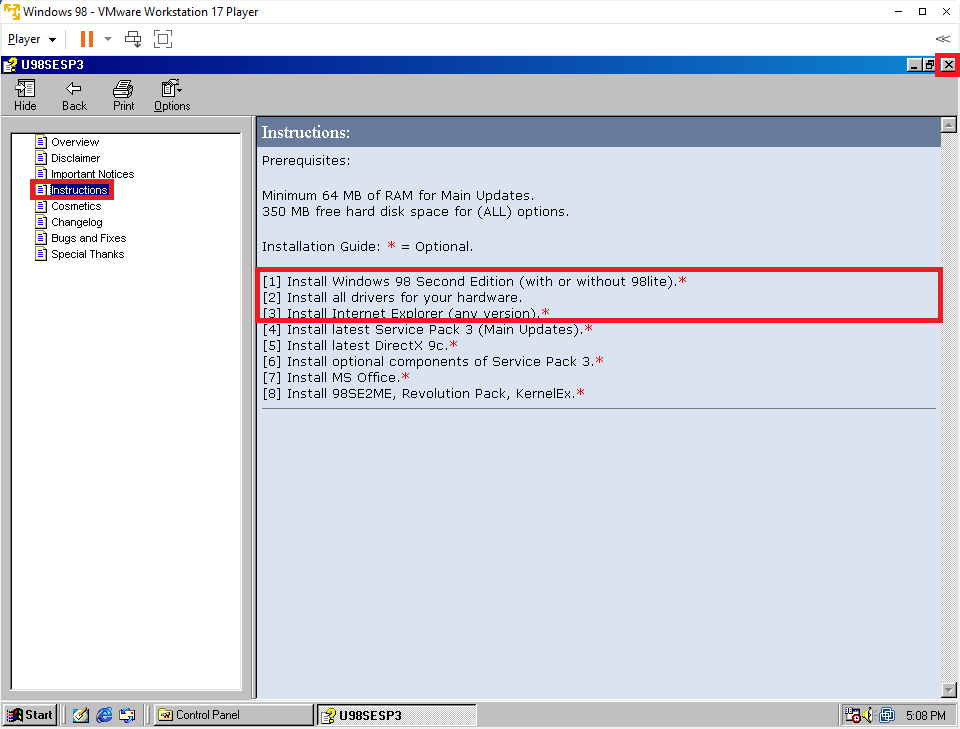 Windows 98 - VMware Workstation 17 Player
Player
U98SESP3
Hide Back Print Options
Overview
Disclaimer
Important Notices
Instructions
Cosmetics
Changelog
Bugs and Fixes
Special Thanks
Instructions:
Prerequisites:
Minimum 64 MB of RAM for Main Updates.
350 MB free hard disk space for (ALL) options.
Installation Guide: * = Optional.
[1] Install Windows 98 Second Edition (with or without 98lite).*
[2] Install all drivers for your hardware.
[3] Install Internet Explorer (any version).*
[4] Install latest Service Pack 3 (Main Updates).*
[5] Install latest DirectX 9c.*
[6] Install optional components of Service Pack 3.*
[7] Install MS Office.*
[8] Install 98SE2ME, Revolution Pack, KernelEx.*
Start Control Panel U98SESP3 5:08 PM